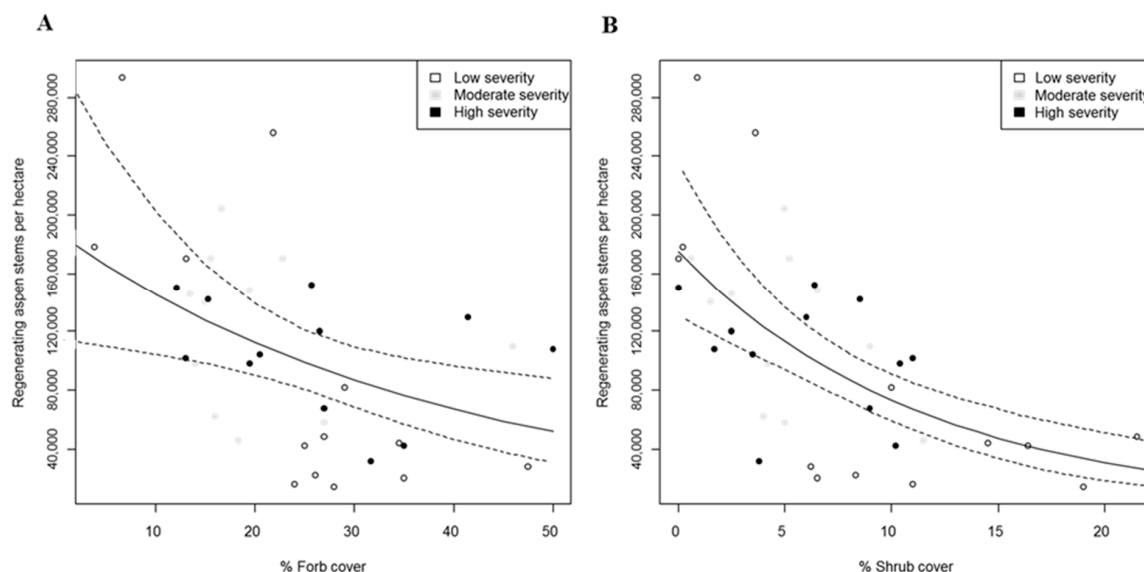 A
B
Low severity
Moderate severity
High severity
Low severity
Moderate severity
High severity
Regenerating aspen stems per hectare
40,000
80,000
120,000
160,000
200,000
240,000
280,000
10
20
30
40
50
% Forb cover
Regenerating aspen stems per hectare
40,000
80,000
120,000
160,000
200,000
240,000
280,000
0
5
10
15
20
% Shrub cover